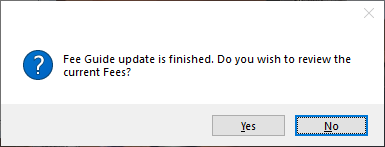 Fee Guide update is finished. Do you wish to review the
current Fees?
Yes
No